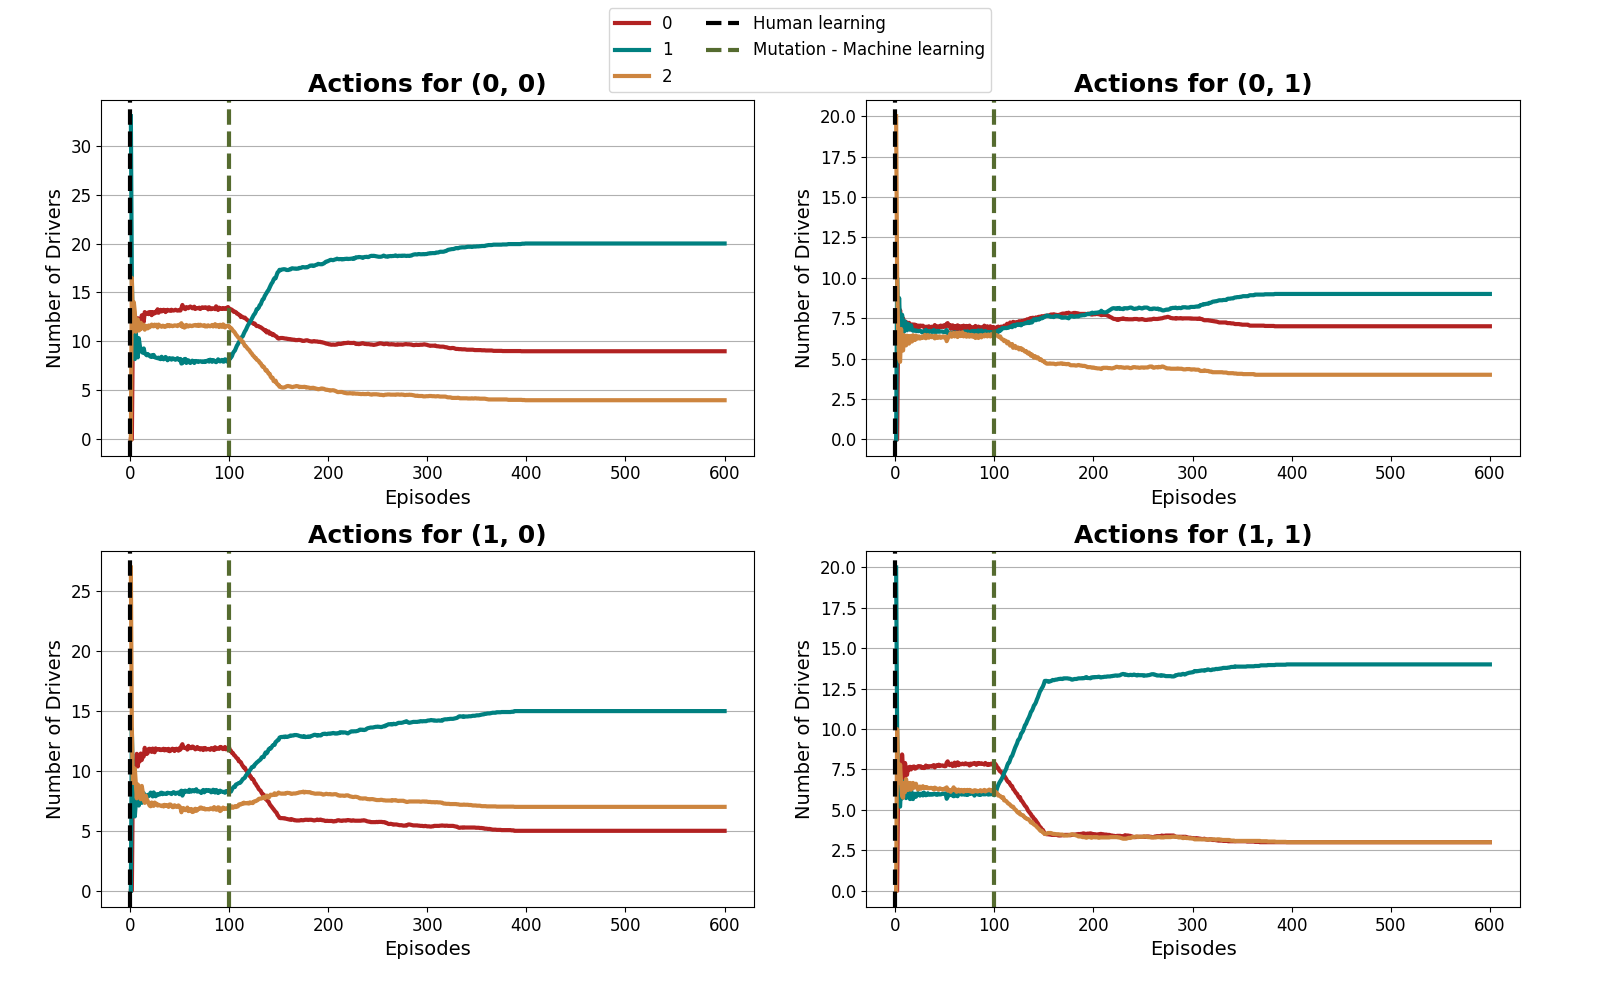 0
1
2
Human learning
Mutation - Machine learning
Actions for (0, 0)
Number of Drivers
30
25
20
15
10
5
0
0 100 200 300 400 500 600
Episodes
Actions for (0, 1)
Number of Drivers
20.0
17.5
15.0
12.5
10.0
7.5
5.0
2.5
0.0
0 100 200 300 400 500 600
Episodes
Actions for (1, 0)
Number of Drivers
25
20
15
10
5
0
0 100 200 300 400 500 600
Episodes
Actions for (1, 1)
Number of Drivers
20.0
17.5
15.0
12.5
10.0
7.5
5.0
2.5
0.0
0 100 200 300 400 500 600
Episodes